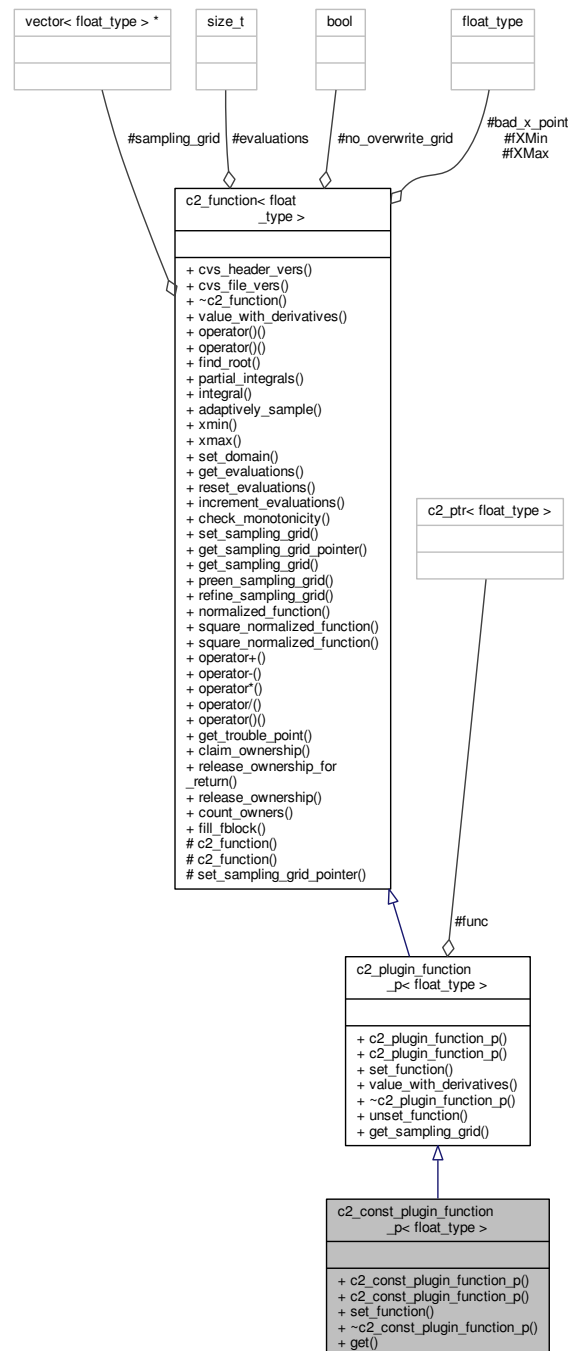 vector< float_type > *
size_t
bool
float_type
#sampling_grid
#evaluations
#no_overwrite_grid
#bad_x_point
#fXMin
#fXMax
c2_function< float
_type >
+ cvs_header_vers()
+ cvs_file_vers()
+ ~c2_function()
+ value_with_derivatives()
+ operator()()
+ operator()()
+ find_root()
+ partial_integrals()
+ integral()
+ adaptively_sample()
+ xmin()
+ xmax()
+ set_domain()
+ get_evaluations()
+ reset_evaluations()
+ increment_evaluations()
+ check_monotonicity()
+ set_sampling_grid()
+ get_sampling_grid_pointer()
+ get_sampling_grid()
+ preen_sampling_grid()
+ refine_sampling_grid()
+ normalized_function()
+ square_normalized_function()
+ square_normalized_function()
+ operator+()
+ operator-()
+ operator*()
+ operator/()
+ operator()()
+ get_trouble_point()
+ claim_ownership()
+ release_ownership_for
_return()
+ release_ownership()
+ count_owners()
+ fill_fblock()
# c2_function()
# c2_function()
# set_sampling_grid_pointer()
c2_ptr< float_type >
#func
c2_plugin_function
_p< float_type >
+ c2_plugin_function_p()
+ c2_plugin_function_p()
+ set_function()
+ value_with_derivatives()
+ ~c2_plugin_function_p()
+ unset_function()
+ get_sampling_grid()
c2_const_plugin_function
_p< float_type >
+ c2_const_plugin_function_p()
+ c2_const_plugin_function_p()
+ set_function()
+ ~c2_const_plugin_function_p()
+ get()